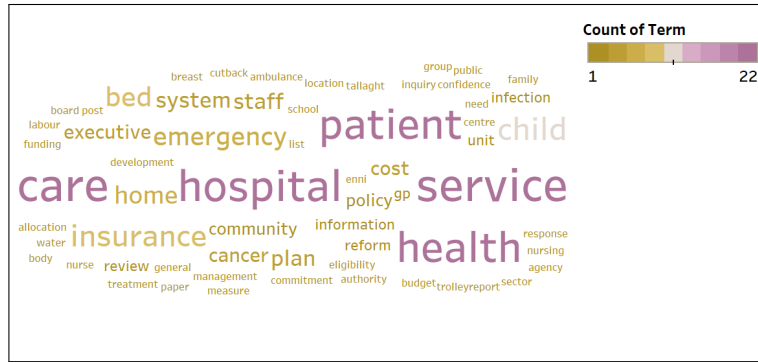 Count of Term
1 22
group public
breast cutback ambulance
location tallaght
inquiry confidence
family
bed system staff
need infection
board post
school
patient
centre
child
labour
executive emergency
list
unit
funding
development
care home hospital
enni
cost
policy gp
service
allocation
water
insurance community
information
reform
health
response
nursing
body
nurse review general
cancer plan
eligibility
agency
treatment paper
management
measure
commitment authority
budget trolley report sector